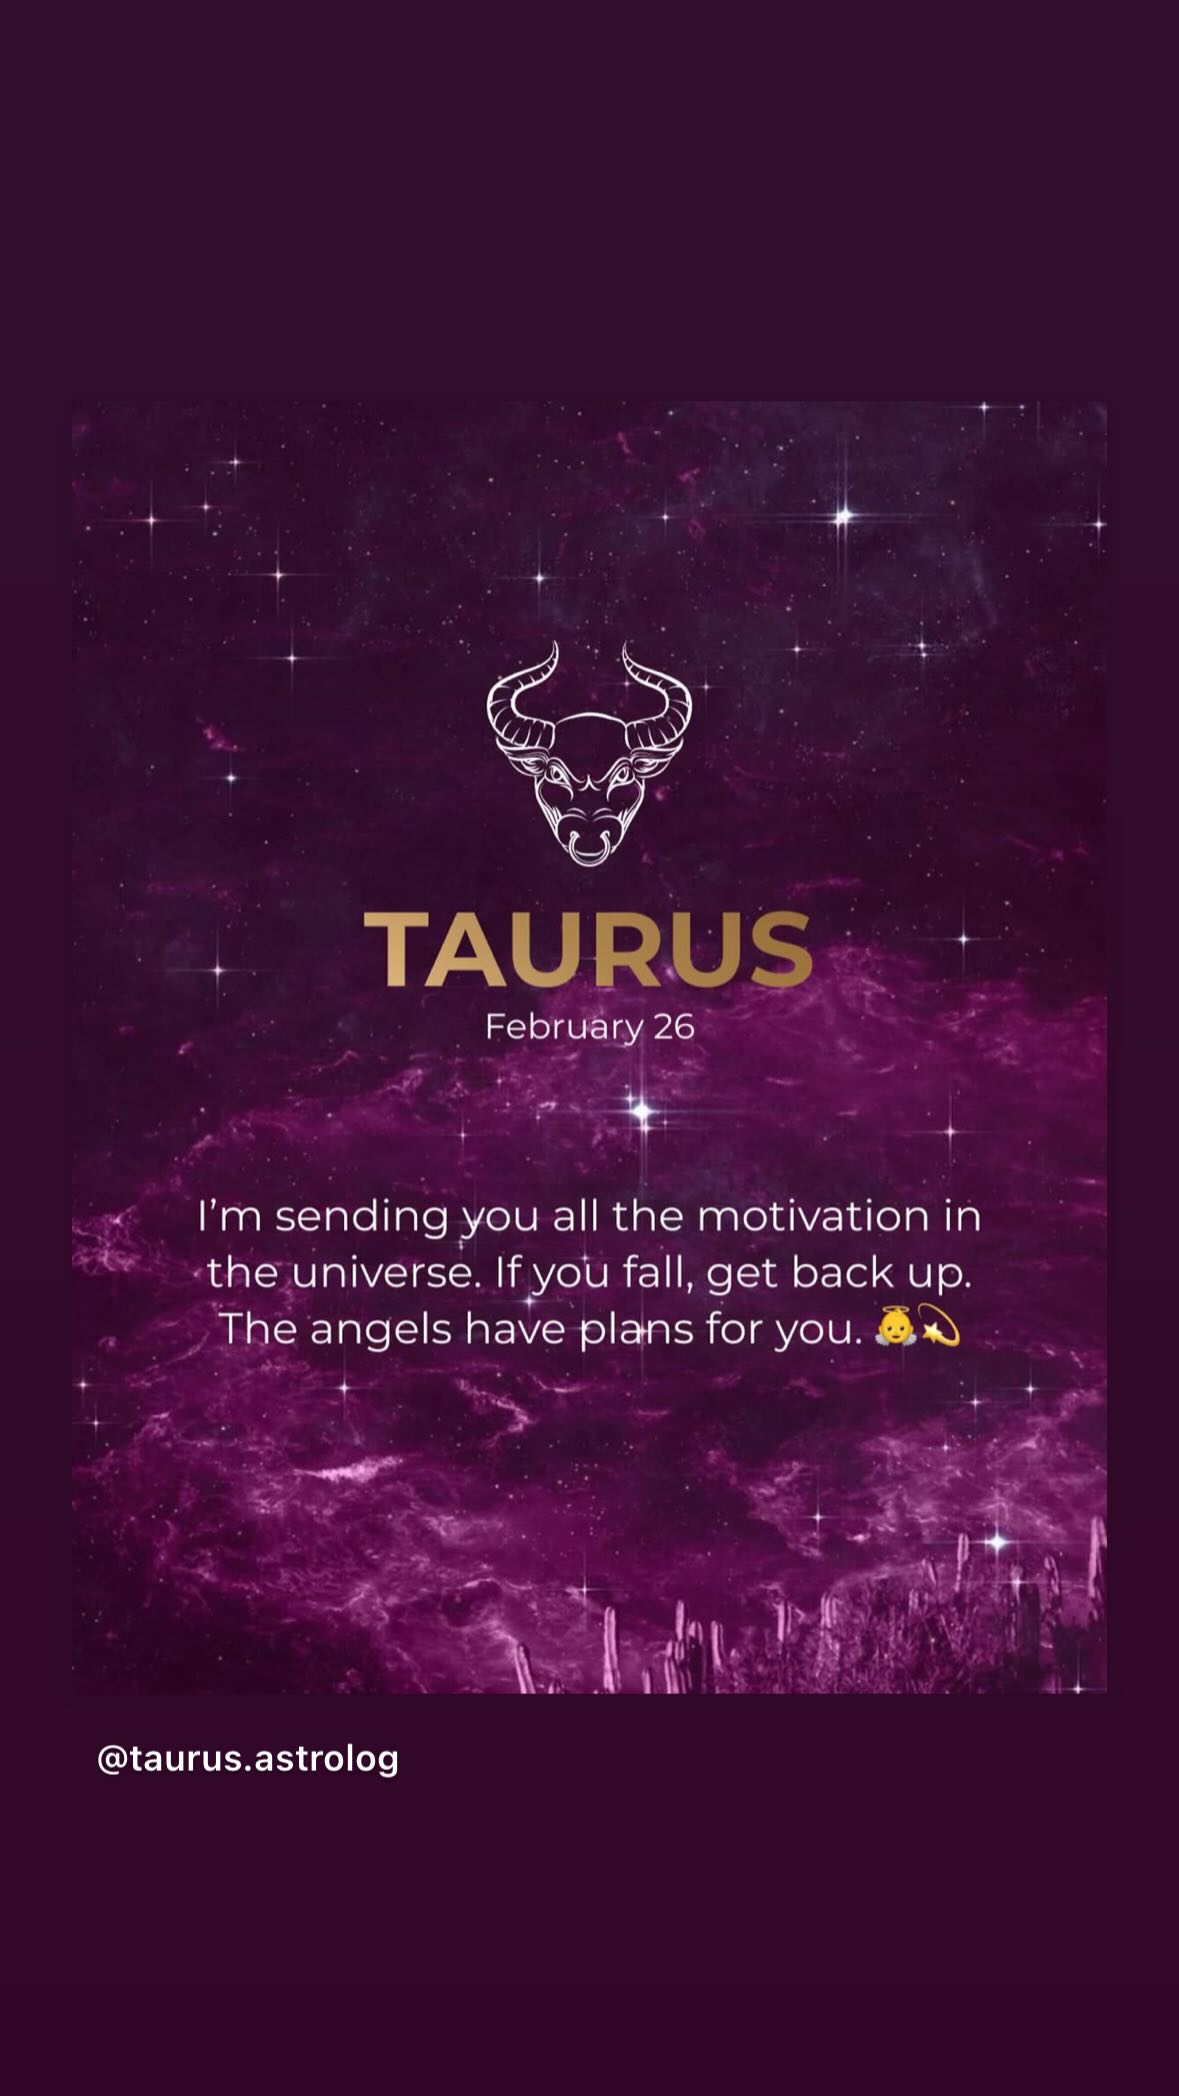 TAURUS
February 26
I’m sending you all the motivation in
the universe. If you fall, get back up.
The angels have plans for you. 👼💫
@taurus.astrolog